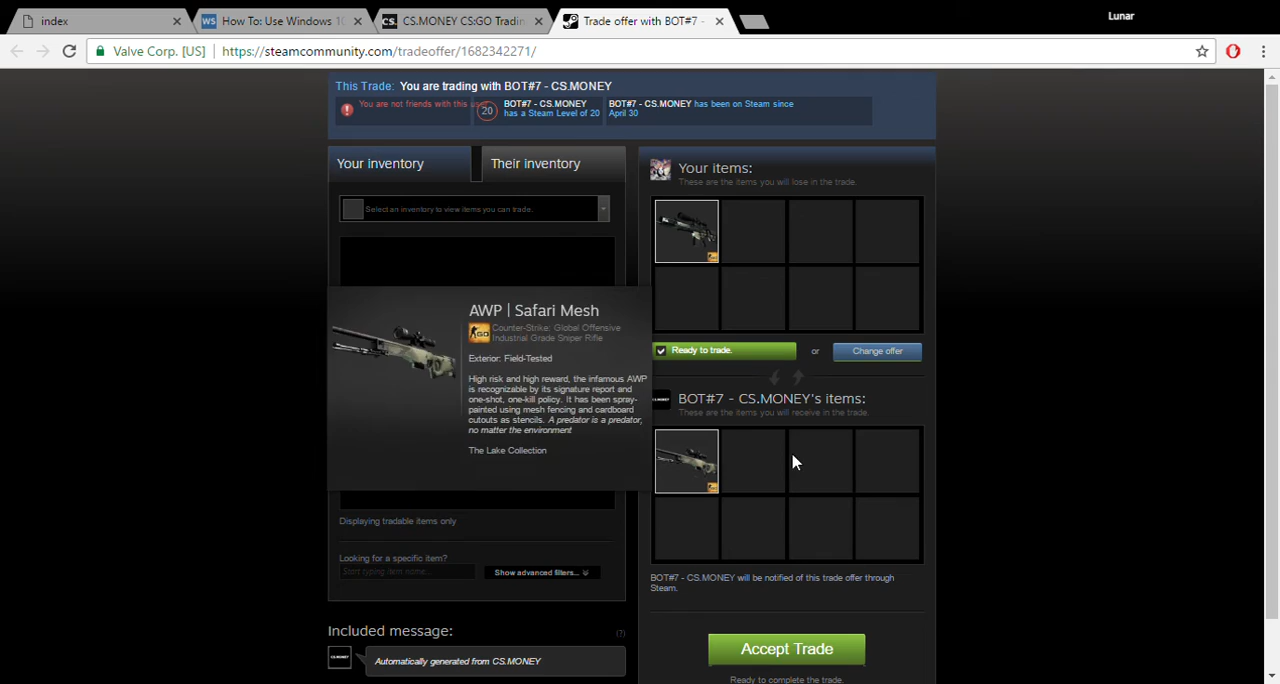 index
How To: Use Windows 10
CS.MONEY CS:GO Tradin
Trade offer with BOT#7 -
Lunar
Valve Corp. [US]
https://steamcommunity.com/tradeoffer/1682342271/
This Trade: You are trading with BOT#7 - CS.MONEY
You are not friends with this user
20
BOT#7 - CS.MONEY
has a Steam Level of 20
BOT#7 - CS.MONEY has been on Steam since
April 30
Your inventory
Their inventory
Select an inventory to view items you can trade.
Your items:
These are the items you will lose in the trade.
AWP | Safari Mesh
Counter-Strike: Global Offensive
Industrial Grade Sniper Rifle
Exterior: Field-Tested
High risk and high reward, the infamous AWP
is recognizable by its signature report and
one-shot, one-kill policy. It has been spray-
painted using mesh fencing and cardboard
cutouts as stencils. A predator is a predator,
no matter the environment
The Lake Collection
Ready to trade.
or
Change offer
BOT#7 - CS.MONEY's items:
These are the items you will receive in the trade.
Displaying tradable items only
Looking for a specific item?
Start typing item name...
Show advanced filters...
BOT#7 - CS.MONEY will be notified of this trade offer through
Steam.
Included message:
(?)
CS.MONEY
Automatically generated from CS.MONEY
Accept Trade
Ready to complete the trade.